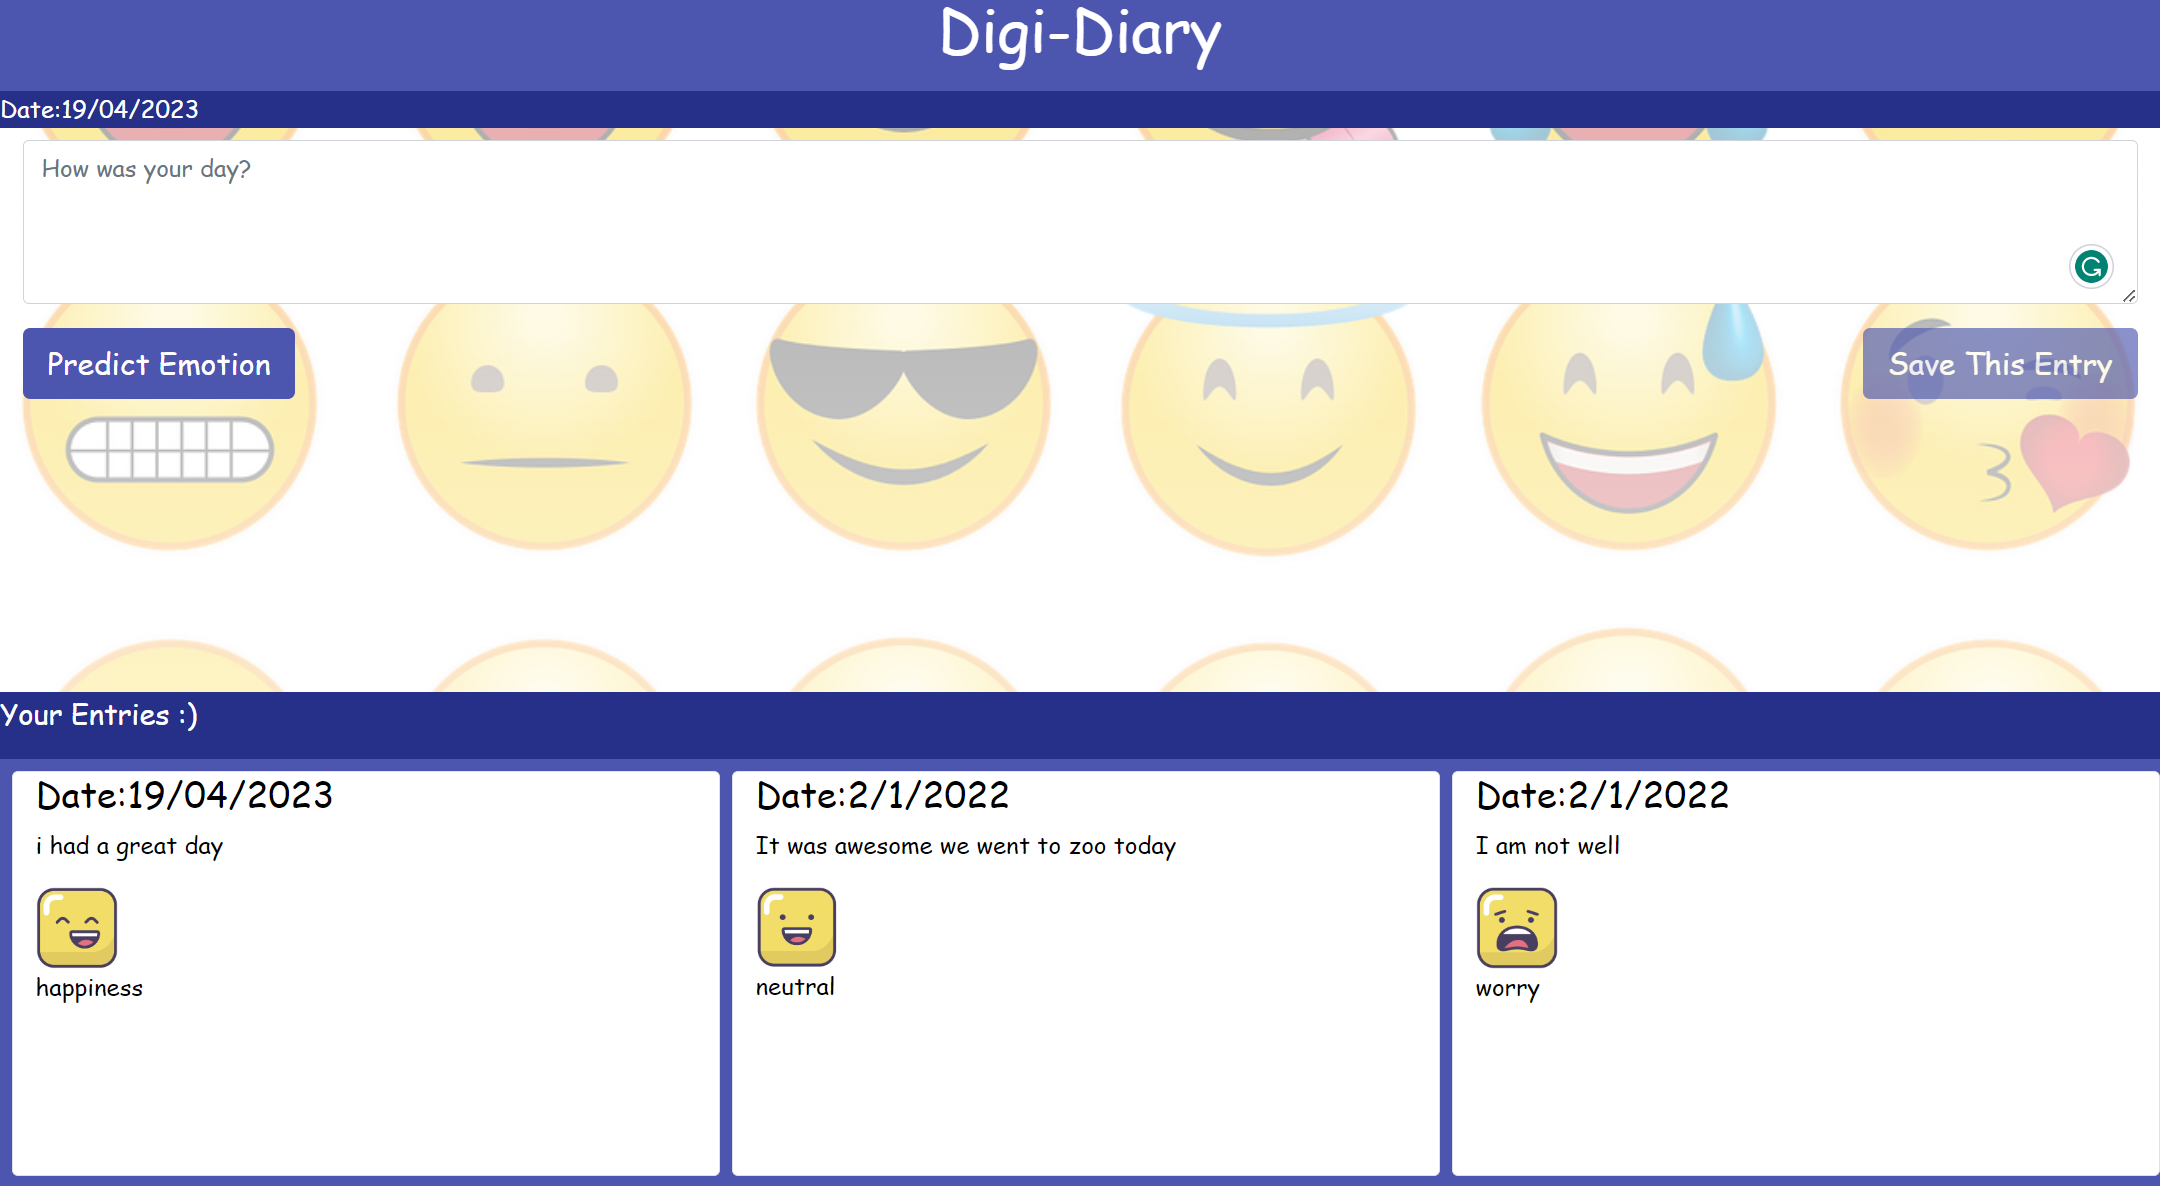 Digi-Diary
Date:19/04/2023
How was your day?
Predict Emotion
Save This Entry
Your Entries :)
Date:19/04/2023
i had a great day
happiness
Date:2/1/2022
It was awesome we went to zoo today
neutral
Date:2/1/2022
I am not well
worry